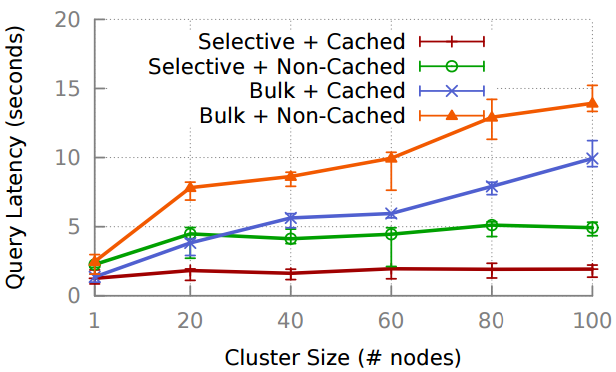 Query Latency (seconds)
20
15
10
5
0
Selective + Cached
Selective + Non-Cached
Bulk + Cached
Bulk + Non-Cached
1 20 40 60 80 100
Cluster Size (# nodes)